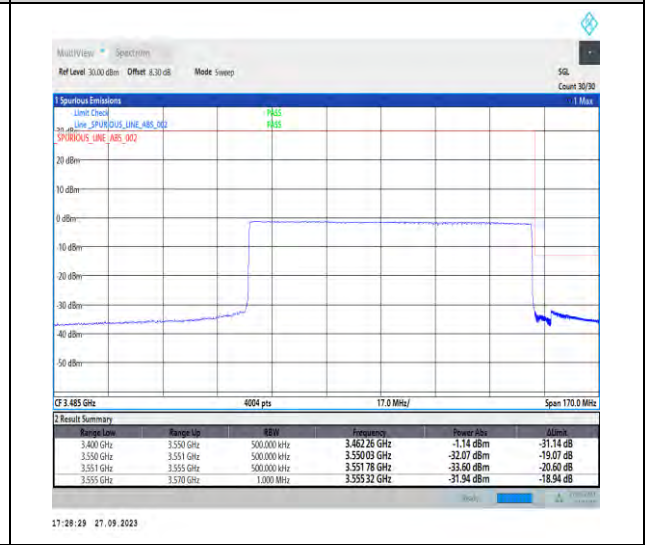 MultiView Spectrum
Ref Level 30.00 dBm Offset 8.30 dB Mode Sweep SGL
Count 30/30
1 Spurious Emissions 1 Max
Limit Check PASS
Line _SPURIOUS_LINE_ABS_002 PASS
SPURIOUS_LINE_ABS_002
20 dBm
10 dBm
0 dBm
-10 dBm
-20 dBm
-30 dBm
-40 dBm
-50 dBm
CF 3.485 GHz 4004 pts 17.0 MHz/ Span 170.0 MHz
2 Result Summary
Range Low Range Up RBW Frequency Power Abs ΔLimit
3.400 GHz 3.550 GHz 500.000 kHz 3.462 26 GHz -1.14 dBm -31.14 dB
3.550 GHz 3.551 GHz 500.000 kHz 3.550 03 GHz -32.07 dBm -19.07 dB
3.551 GHz 3.555 GHz 500.000 kHz 3.551 78 GHz -33.60 dBm -20.60 dB
3.555 GHz 3.570 GHz 1.000 MHz 3.555 32 GHz -31.94 dBm -18.94 dB
Ready
17:28:29 27.09.2023